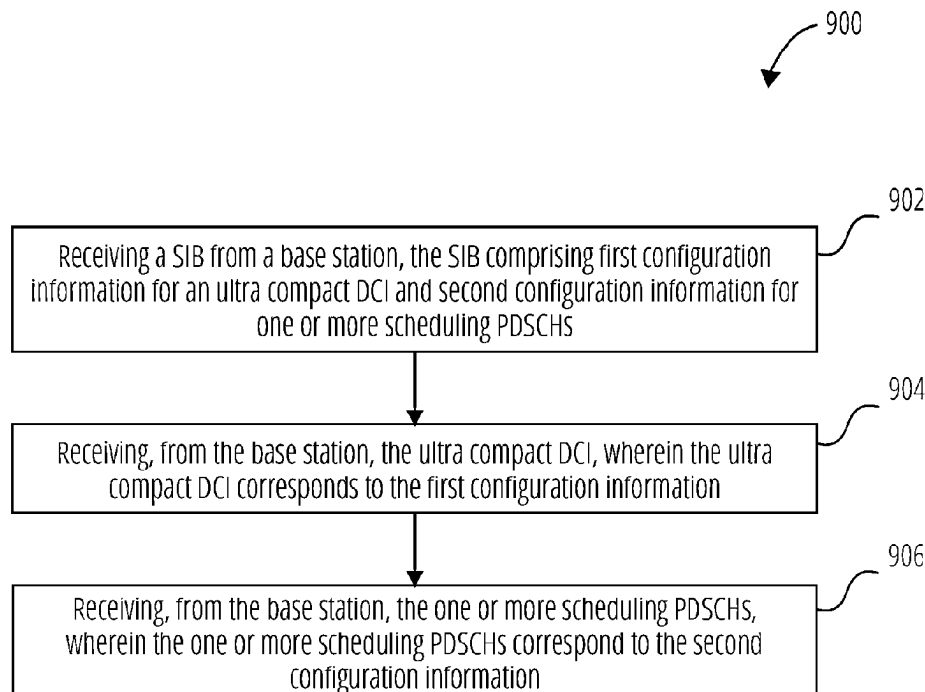 900
902
Receiving a SIB from a base station, the SIB comprising first configuration
information for an ultra compact DCI and second configuration information for
one or more scheduling PDSCHs
904
Receiving, from the base station, the ultra compact DCI, wherein the ultra
compact DCI corresponds to the first configuration information
906
Receiving, from the base station, the one or more scheduling PDSCHs,
wherein the one or more scheduling PDSCHs correspond to the second
configuration information